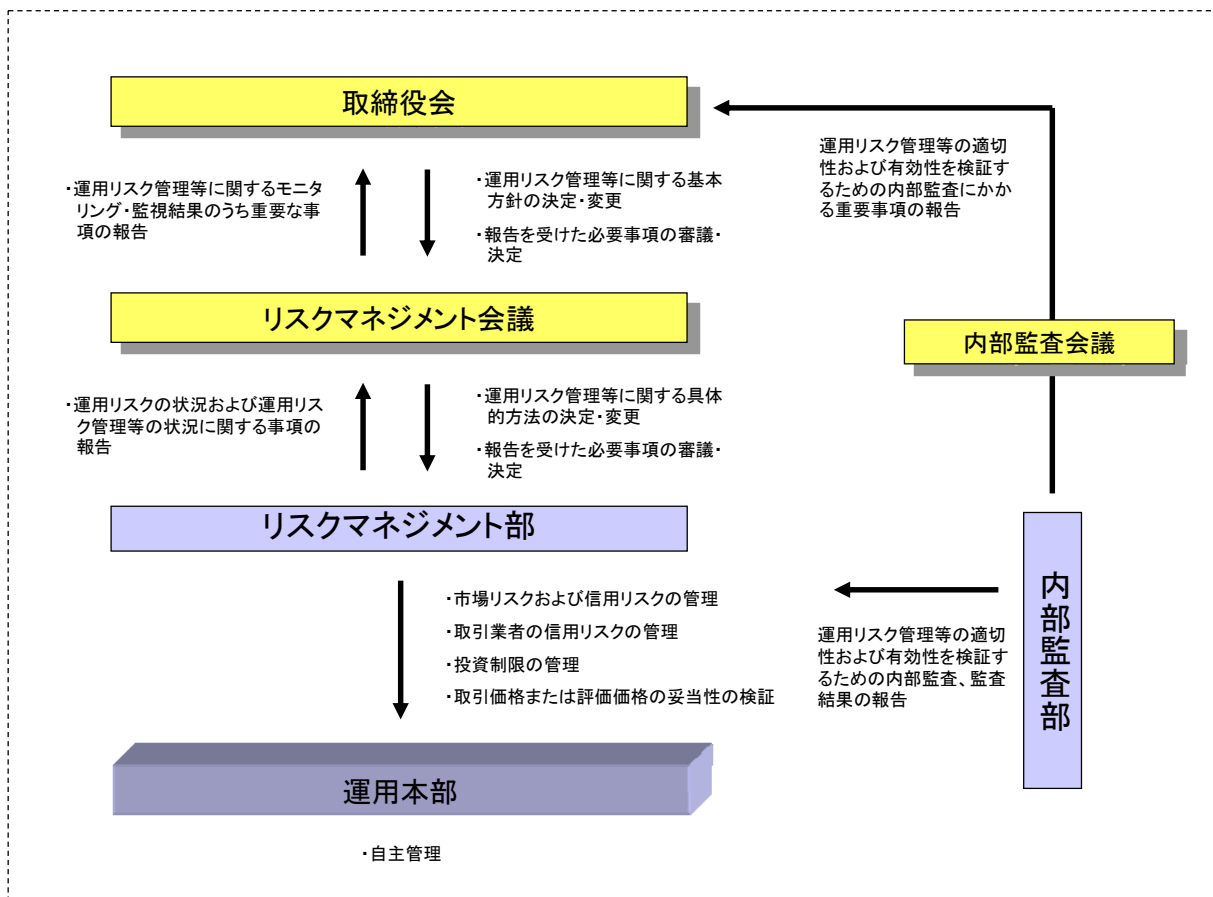 取締役会
・運用リスク管理等に関するモニ
タリング・監視結果のうち重要な事
項の報告
・運用リスク管理等に関する基本
方針の決定・変更
・報告を受けた必要事項の審議・
決定
運用リスク管理等の適切
性および有効性を検証す
るための内部監査にかか
る重要事項の報告
リスクマネジメント会議
内部監査会議
・運用リスクの状況および運用リス
ク管理等の状況に関する事項の
報告
・運用リスク管理等に関する具体
的方法の決定・変更
・報告を受けた必要事項の審議・
決定
リスクマネジメント部
・市場リスクおよび信用リスクの管理
・取引業者の信用リスクの管理
・投資制限の管理
・取引価格または評価価格の妥当性の検証
運用リスク管理等の適切
性および有効性を検証す
るための内部監査、監査
結果の報告
内部監査部
運用本部
・自主管理